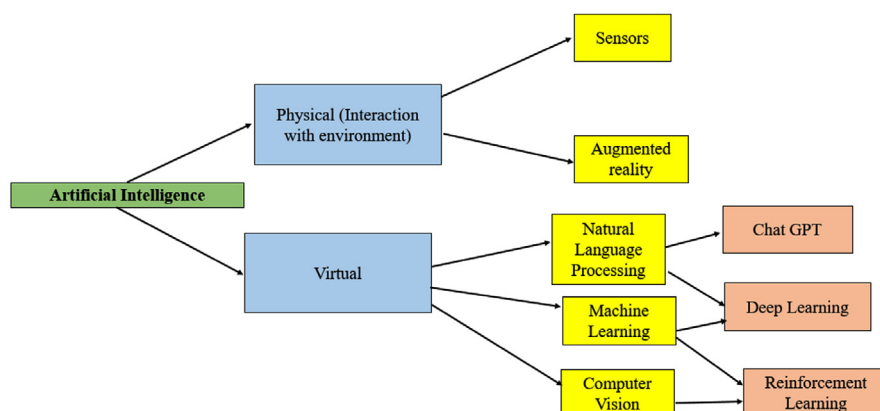 Sensors
Physical (Interaction
with environment)
Augmented
reality
Artificial Intelligence
Natural
Language
Processing
Chat GPT
Virtual
Machine
Learning
Deep Learning
Computer
Vision
Reinforcement
Learning